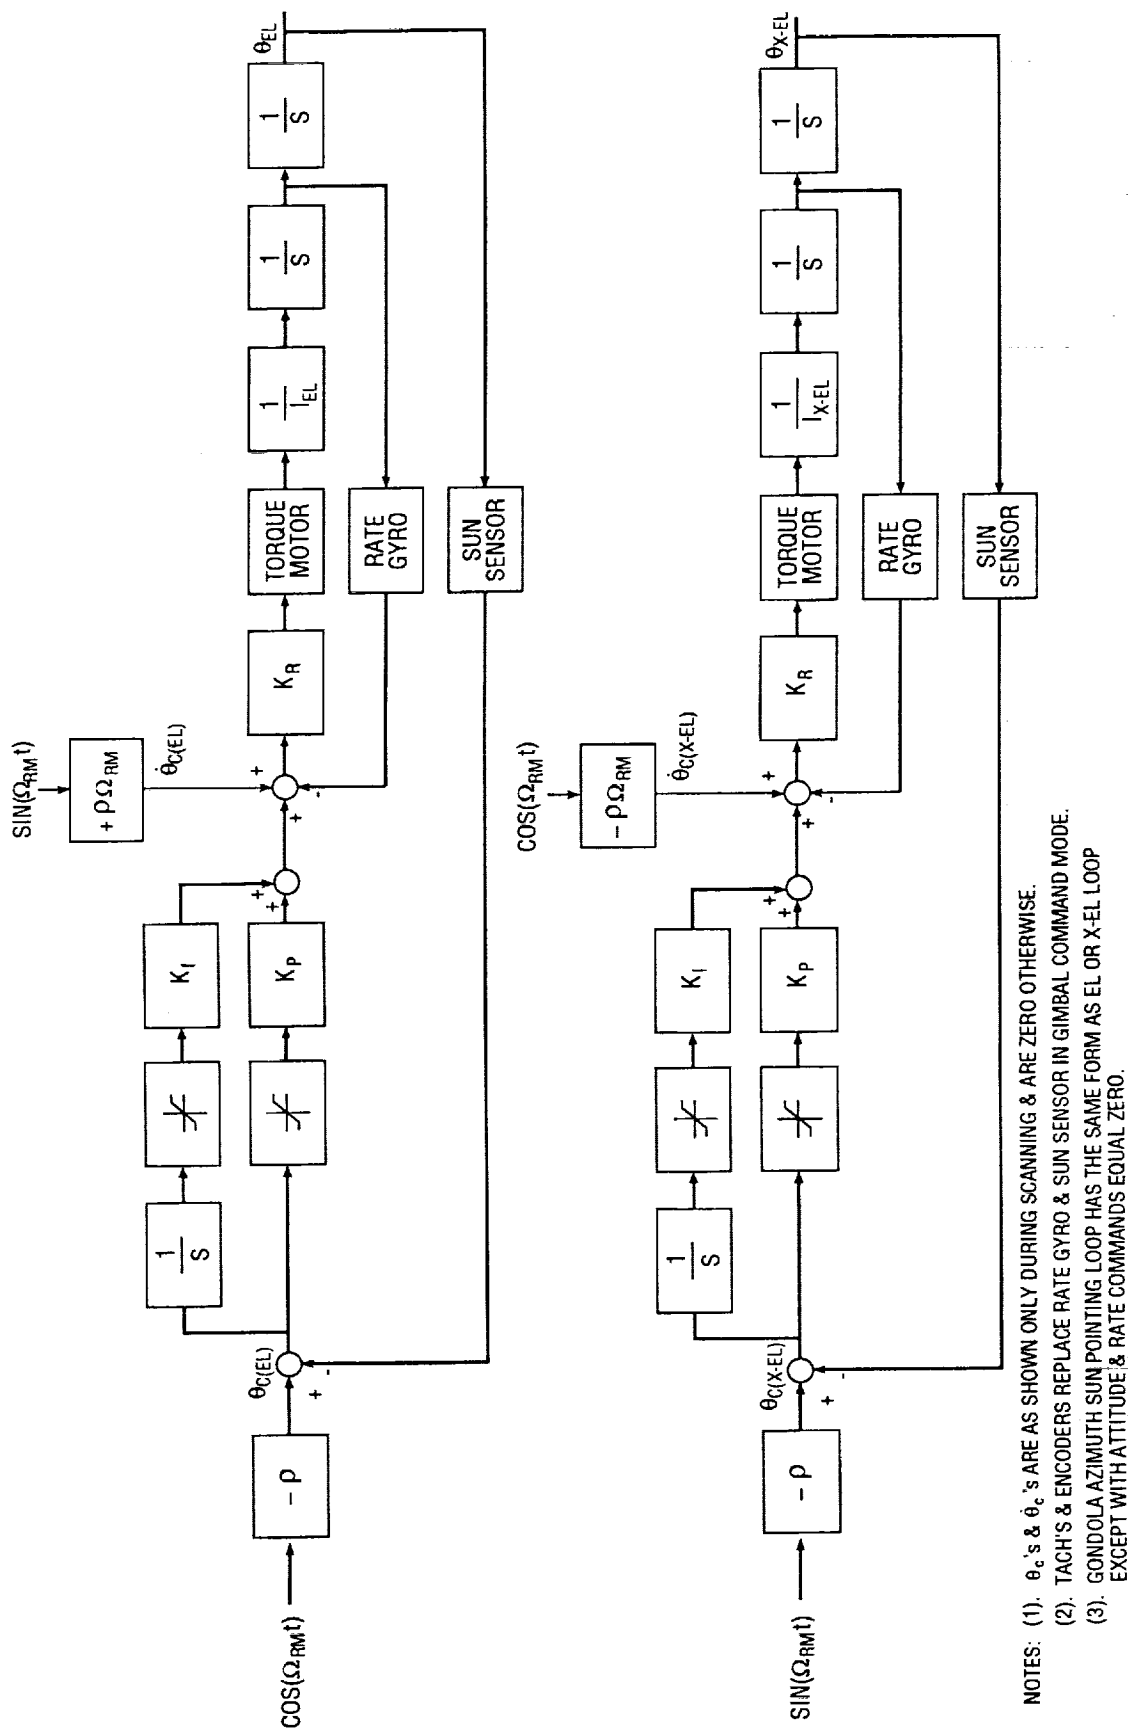 COS(Ω_RM t)
− ρ
θ_C(EL)
+
-
1
S
K_I
K_P
+
+
SIN(Ω_RM t)
+ ρ Ω_RM
θ̇_C(EL)
+
+
-
K_R
TORQUE
MOTOR
1
I_EL
1
S
1
S
θ_EL
RATE
GYRO
SUN
SENSOR
SIN(Ω_RM t)
− ρ
θ_C(X-EL)
+
-
1
S
K_I
K_P
+
+
COS(Ω_RM t)
− ρ Ω_RM
θ̇_C(X-EL)
+
+
-
K_R
TORQUE
MOTOR
1
I_X-EL
1
S
1
S
θ_X-EL
RATE
GYRO
SUN
SENSOR
NOTES: (1). θ_c's & θ̇_c's ARE AS SHOWN ONLY DURING SCANNING & ARE ZERO OTHERWISE.
(2). TACH'S & ENCODERS REPLACE RATE GYRO & SUN SENSOR IN GIMBAL COMMAND MODE.
(3). GONDOLA AZIMUTH SUN POINTING LOOP HAS THE SAME FORM AS EL OR X-EL LOOP
EXCEPT WITH ATTITUDE & RATE COMMANDS EQUAL ZERO.